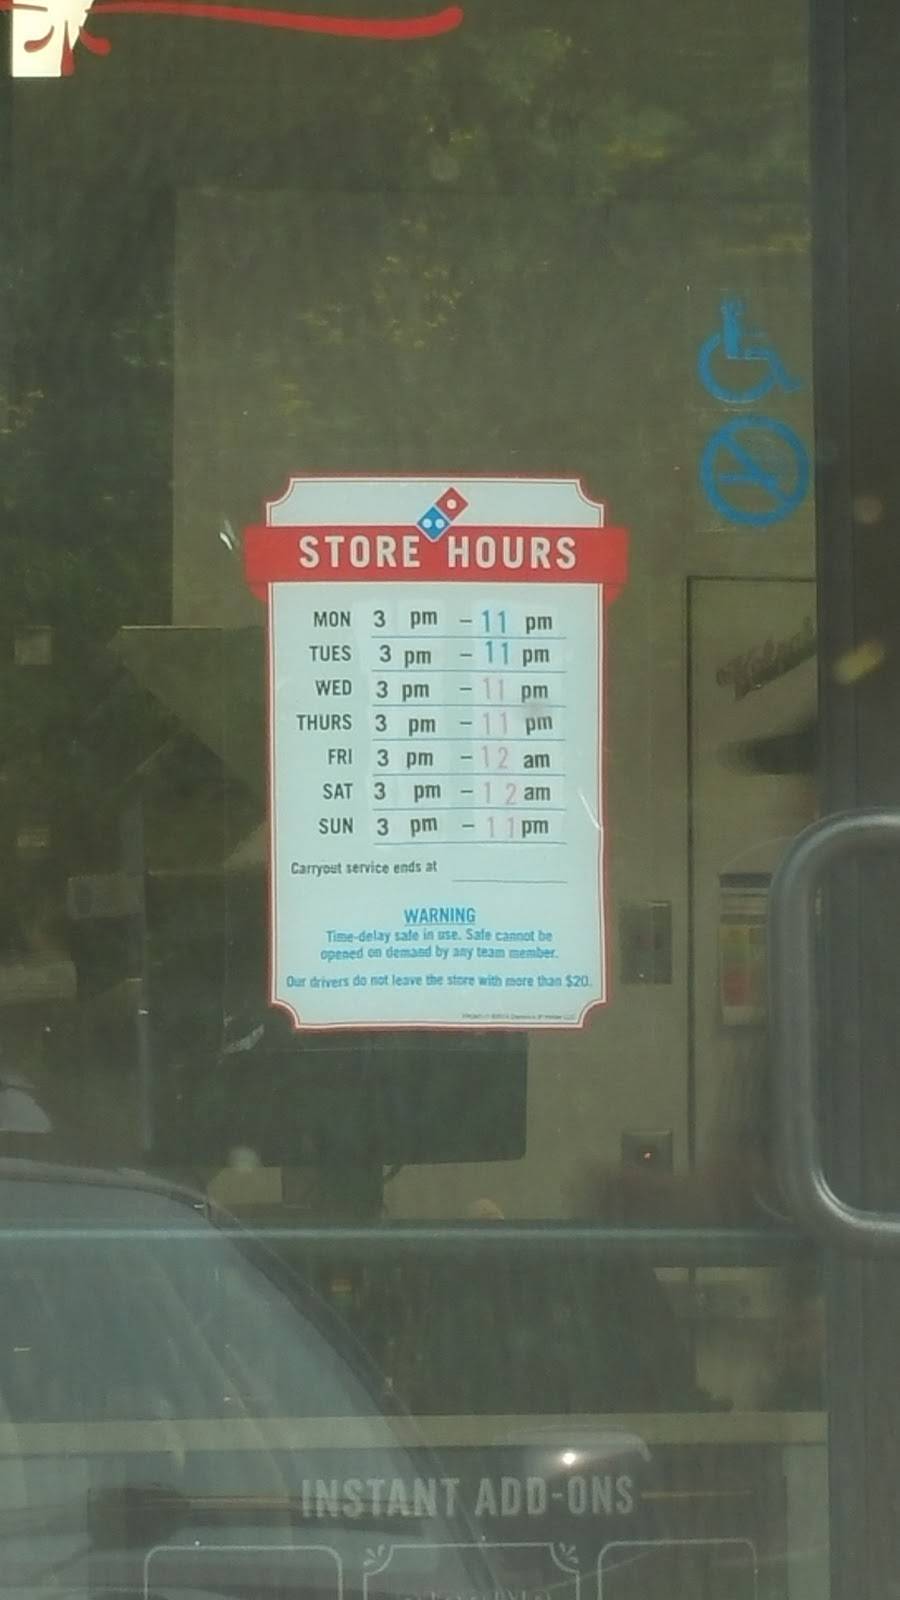 STORE HOURS
MON 3 pm - 11 pm
TUES 3 pm - 11 pm
WED 3 pm - 11 pm
THURS 3 pm - 11 pm
FRI 3 pm - 12 am
SAT 3 pm - 12 am
SUN 3 pm - 11 pm
Carryout service ends at
WARNING
Time-delay safe in use. Safe cannot be
opened on demand by any team member.
Our drivers do not leave the store with more than $20.
INSTANT ADD-ONS